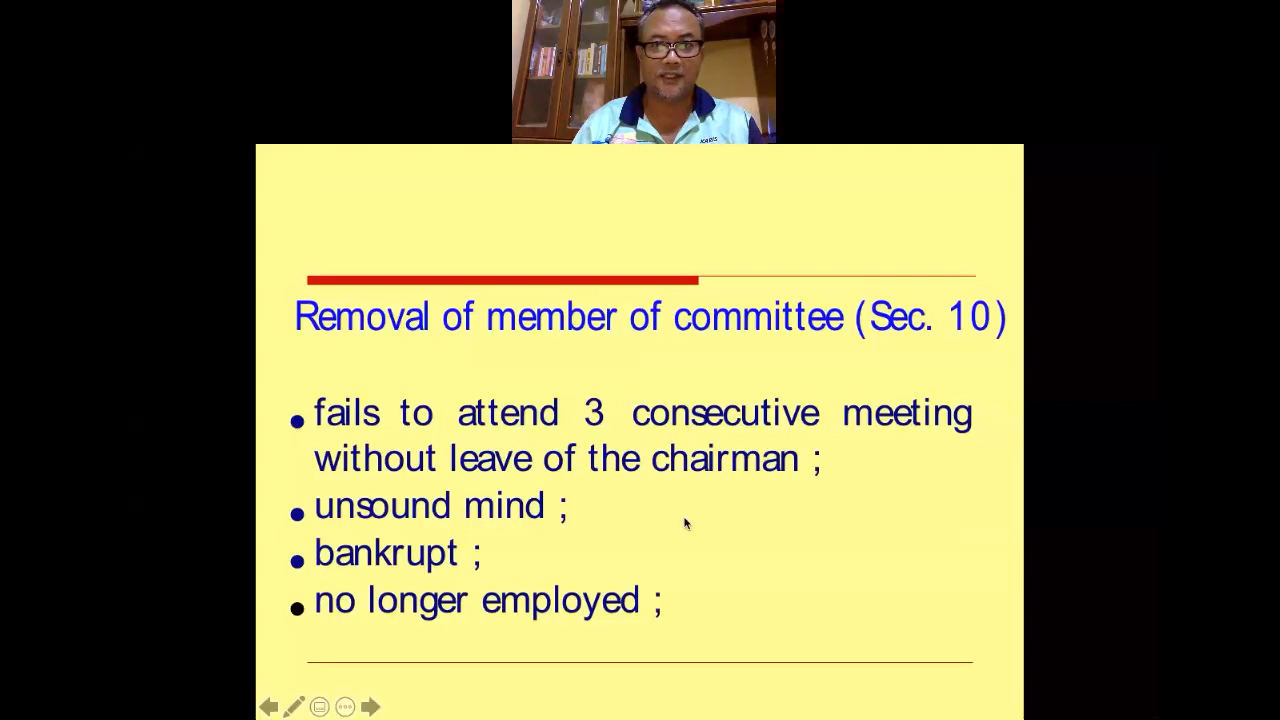 KARIS
Removal of member of committee (Sec. 10)
• fails to attend 3 consecutive meeting
without leave of the chairman ;
• unsound mind ;
• bankrupt ;
• no longer employed ;